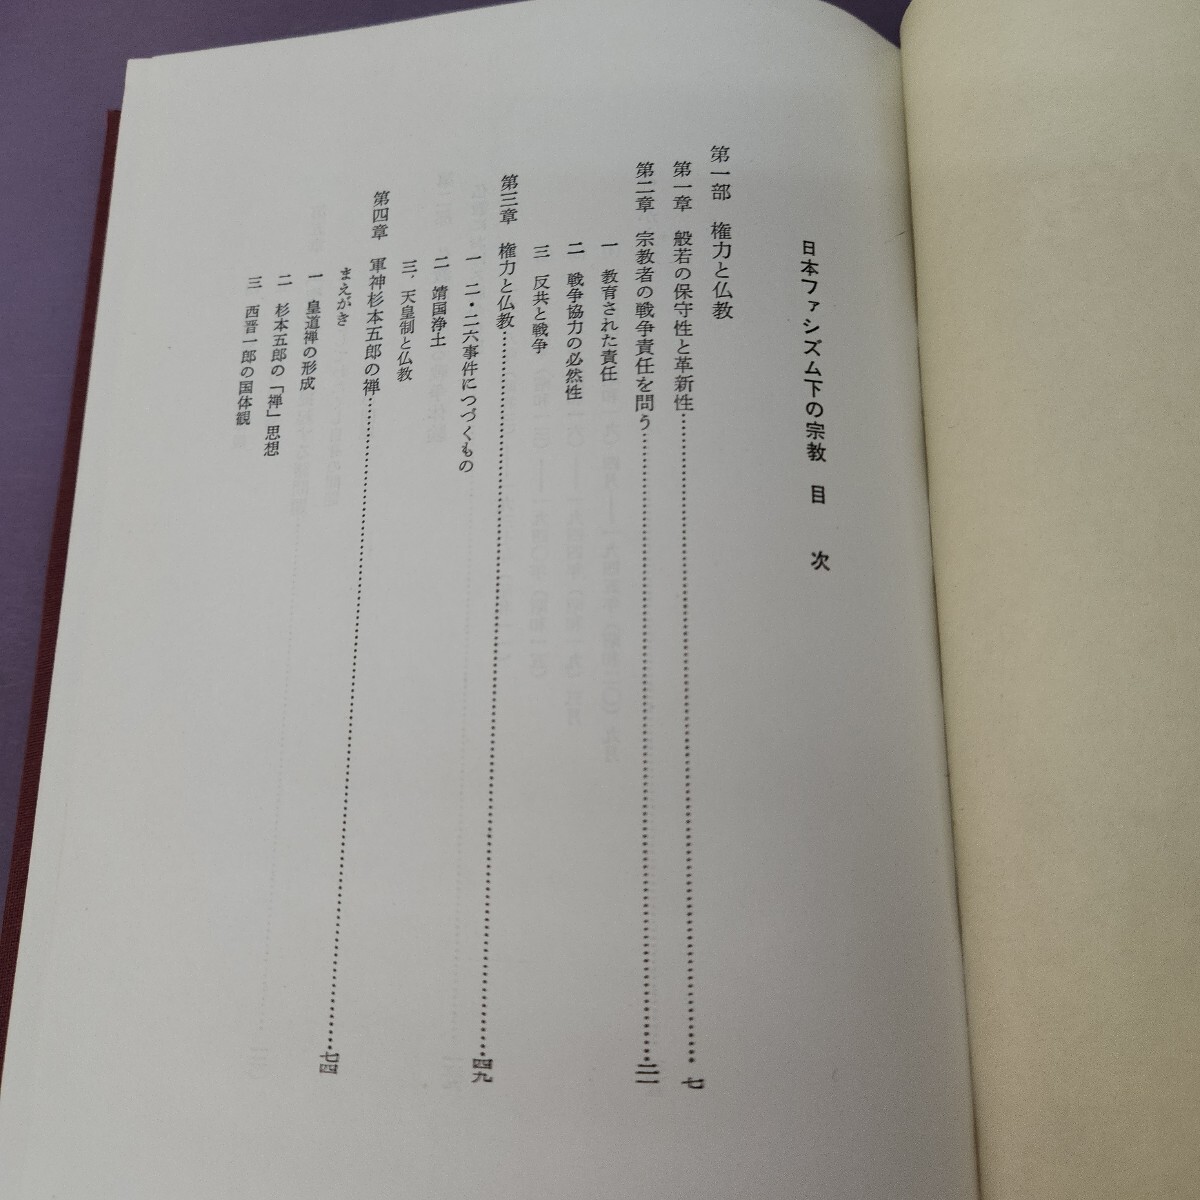 日本ファシズム下の宗教　目　次
第一部　権力と仏教
第一章　般若の保守性と革新性……………………七
第二章　宗教者の戦争責任を問う……………………二一
一　教育された責任
二　戦争協力の必然性
三　反共と戦争
第三章　権力と仏教……………………四九
一　二・二六事件につづくもの
二　靖国浄土
三、天皇制と仏教
第四章　軍神杉本五郎の禅……………………七四
まえがき
一　皇道禅の形成
二　杉本五郎の「禅」思想
三　西晋一郎の国体観